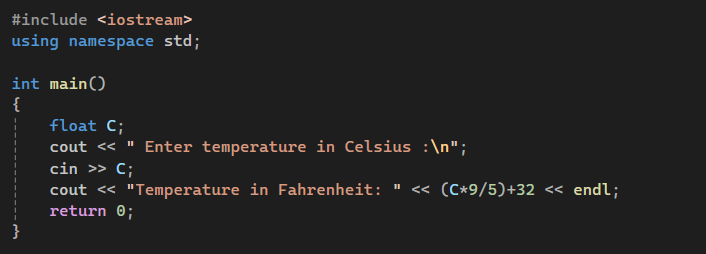 #include <iostream>
using namespace std;

int main()
{
    float C;
    cout << " Enter temperature in Celsius :\n";
    cin >> C;
    cout << "Temperature in Fahrenheit: " << (C*9/5)+32 << endl;
    return 0;
}